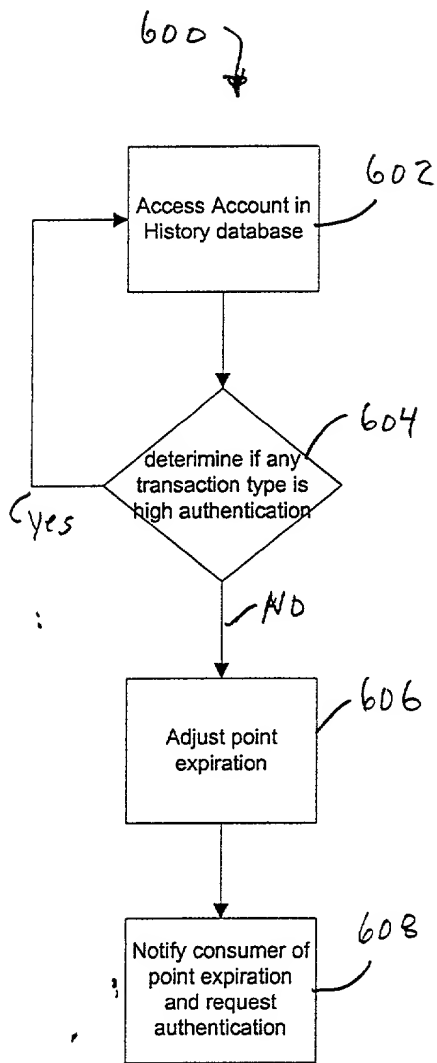 600
Access Account in
History database
602
deterimine if any
transaction type is
high authentication
604
yes
NO
Adjust point
expiration
606
Notify consumer of
point expiration
and request
authentication
608